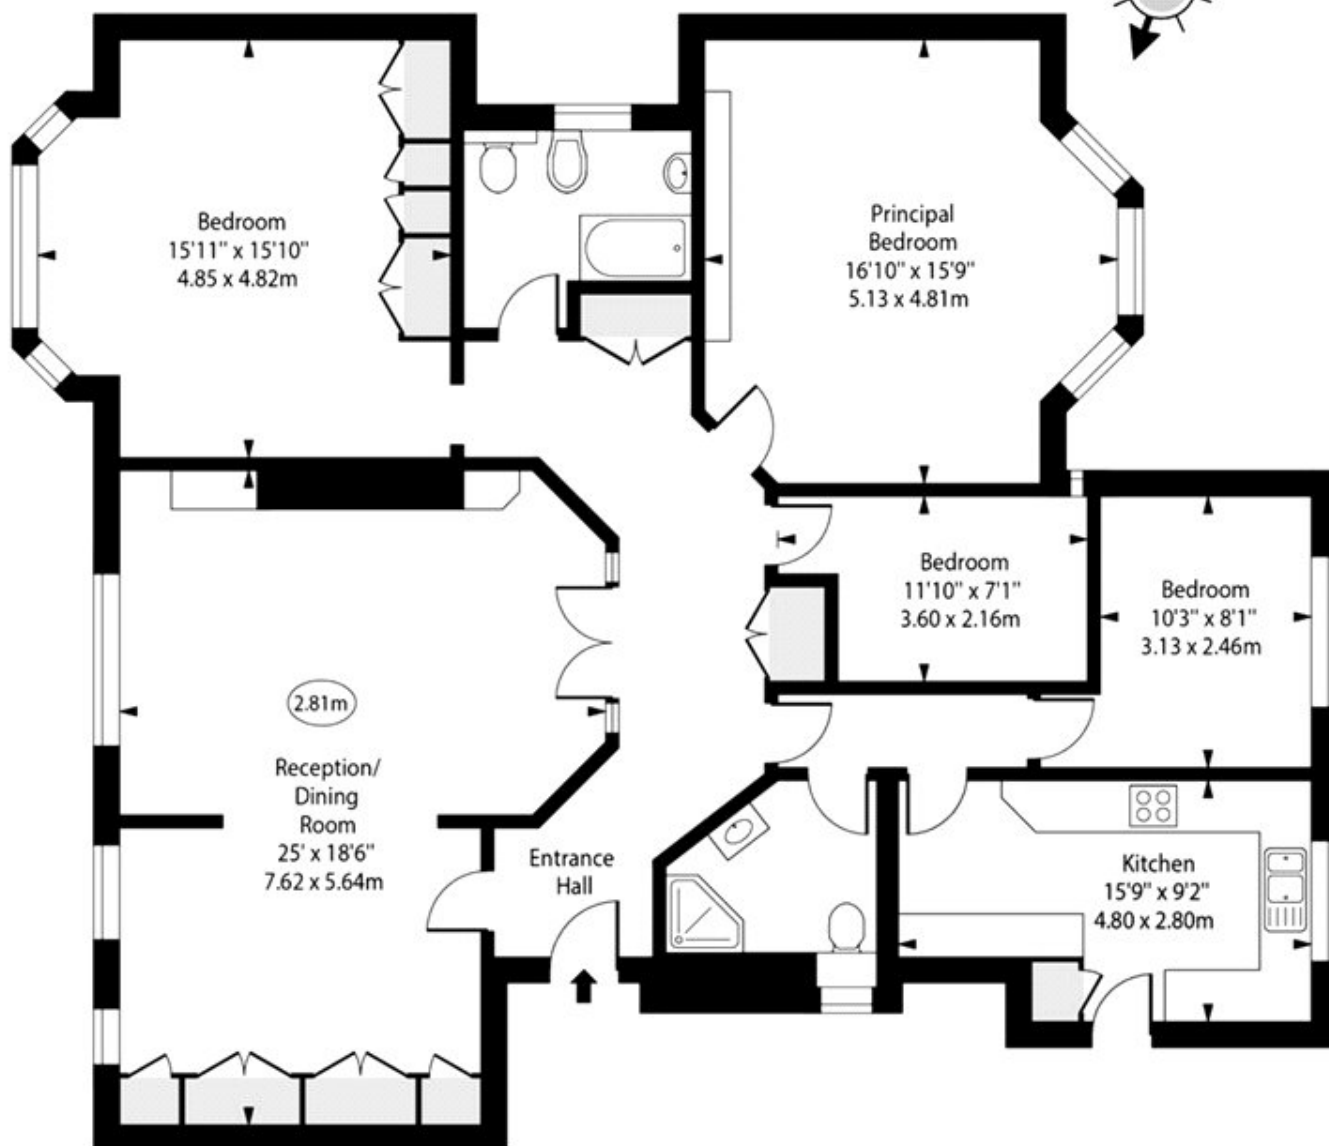 Bedroom
15'11" x 15'10"
4.85 x 4.82m
Principal
Bedroom
16'10" x 15'9"
5.13 x 4.81m
Bedroom
11'10" x 7'1"
3.60 x 2.16m
Bedroom
10'3" x 8'1"
3.13 x 2.46m
2.81m
Reception/
Dining
Room
25' x 18'6"
7.62 x 5.64m
Entrance
Hall
Kitchen
15'9" x 9'2"
4.80 x 2.80m